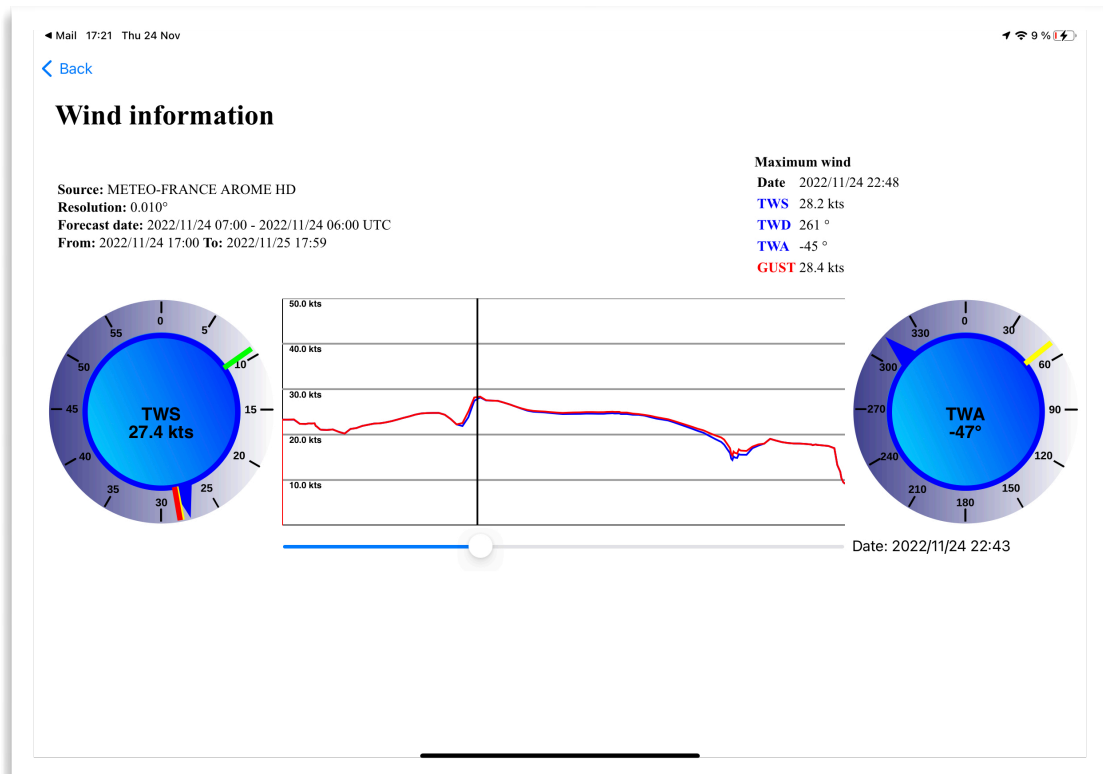 ◀ Mail 17:21 Thu 24 Nov
9 %
Back
Wind information
Maximum wind
Date 2022/11/24 22:48
TWS 28.2 kts
TWD 261 °
TWA -45 °
GUST 28.4 kts
Source: METEO-FRANCE AROME HD
Resolution: 0.010°
Forecast date: 2022/11/24 07:00 - 2022/11/24 06:00 UTC
From: 2022/11/24 17:00 To: 2022/11/25 17:59
0
5
10
15
20
25
30
35
40
45
50
55
TWS
27.4 kts
50.0 kts
40.0 kts
30.0 kts
20.0 kts
10.0 kts
0
30
60
90
120
150
180
210
240
270
300
330
TWA
-47°
Date: 2022/11/24 22:43